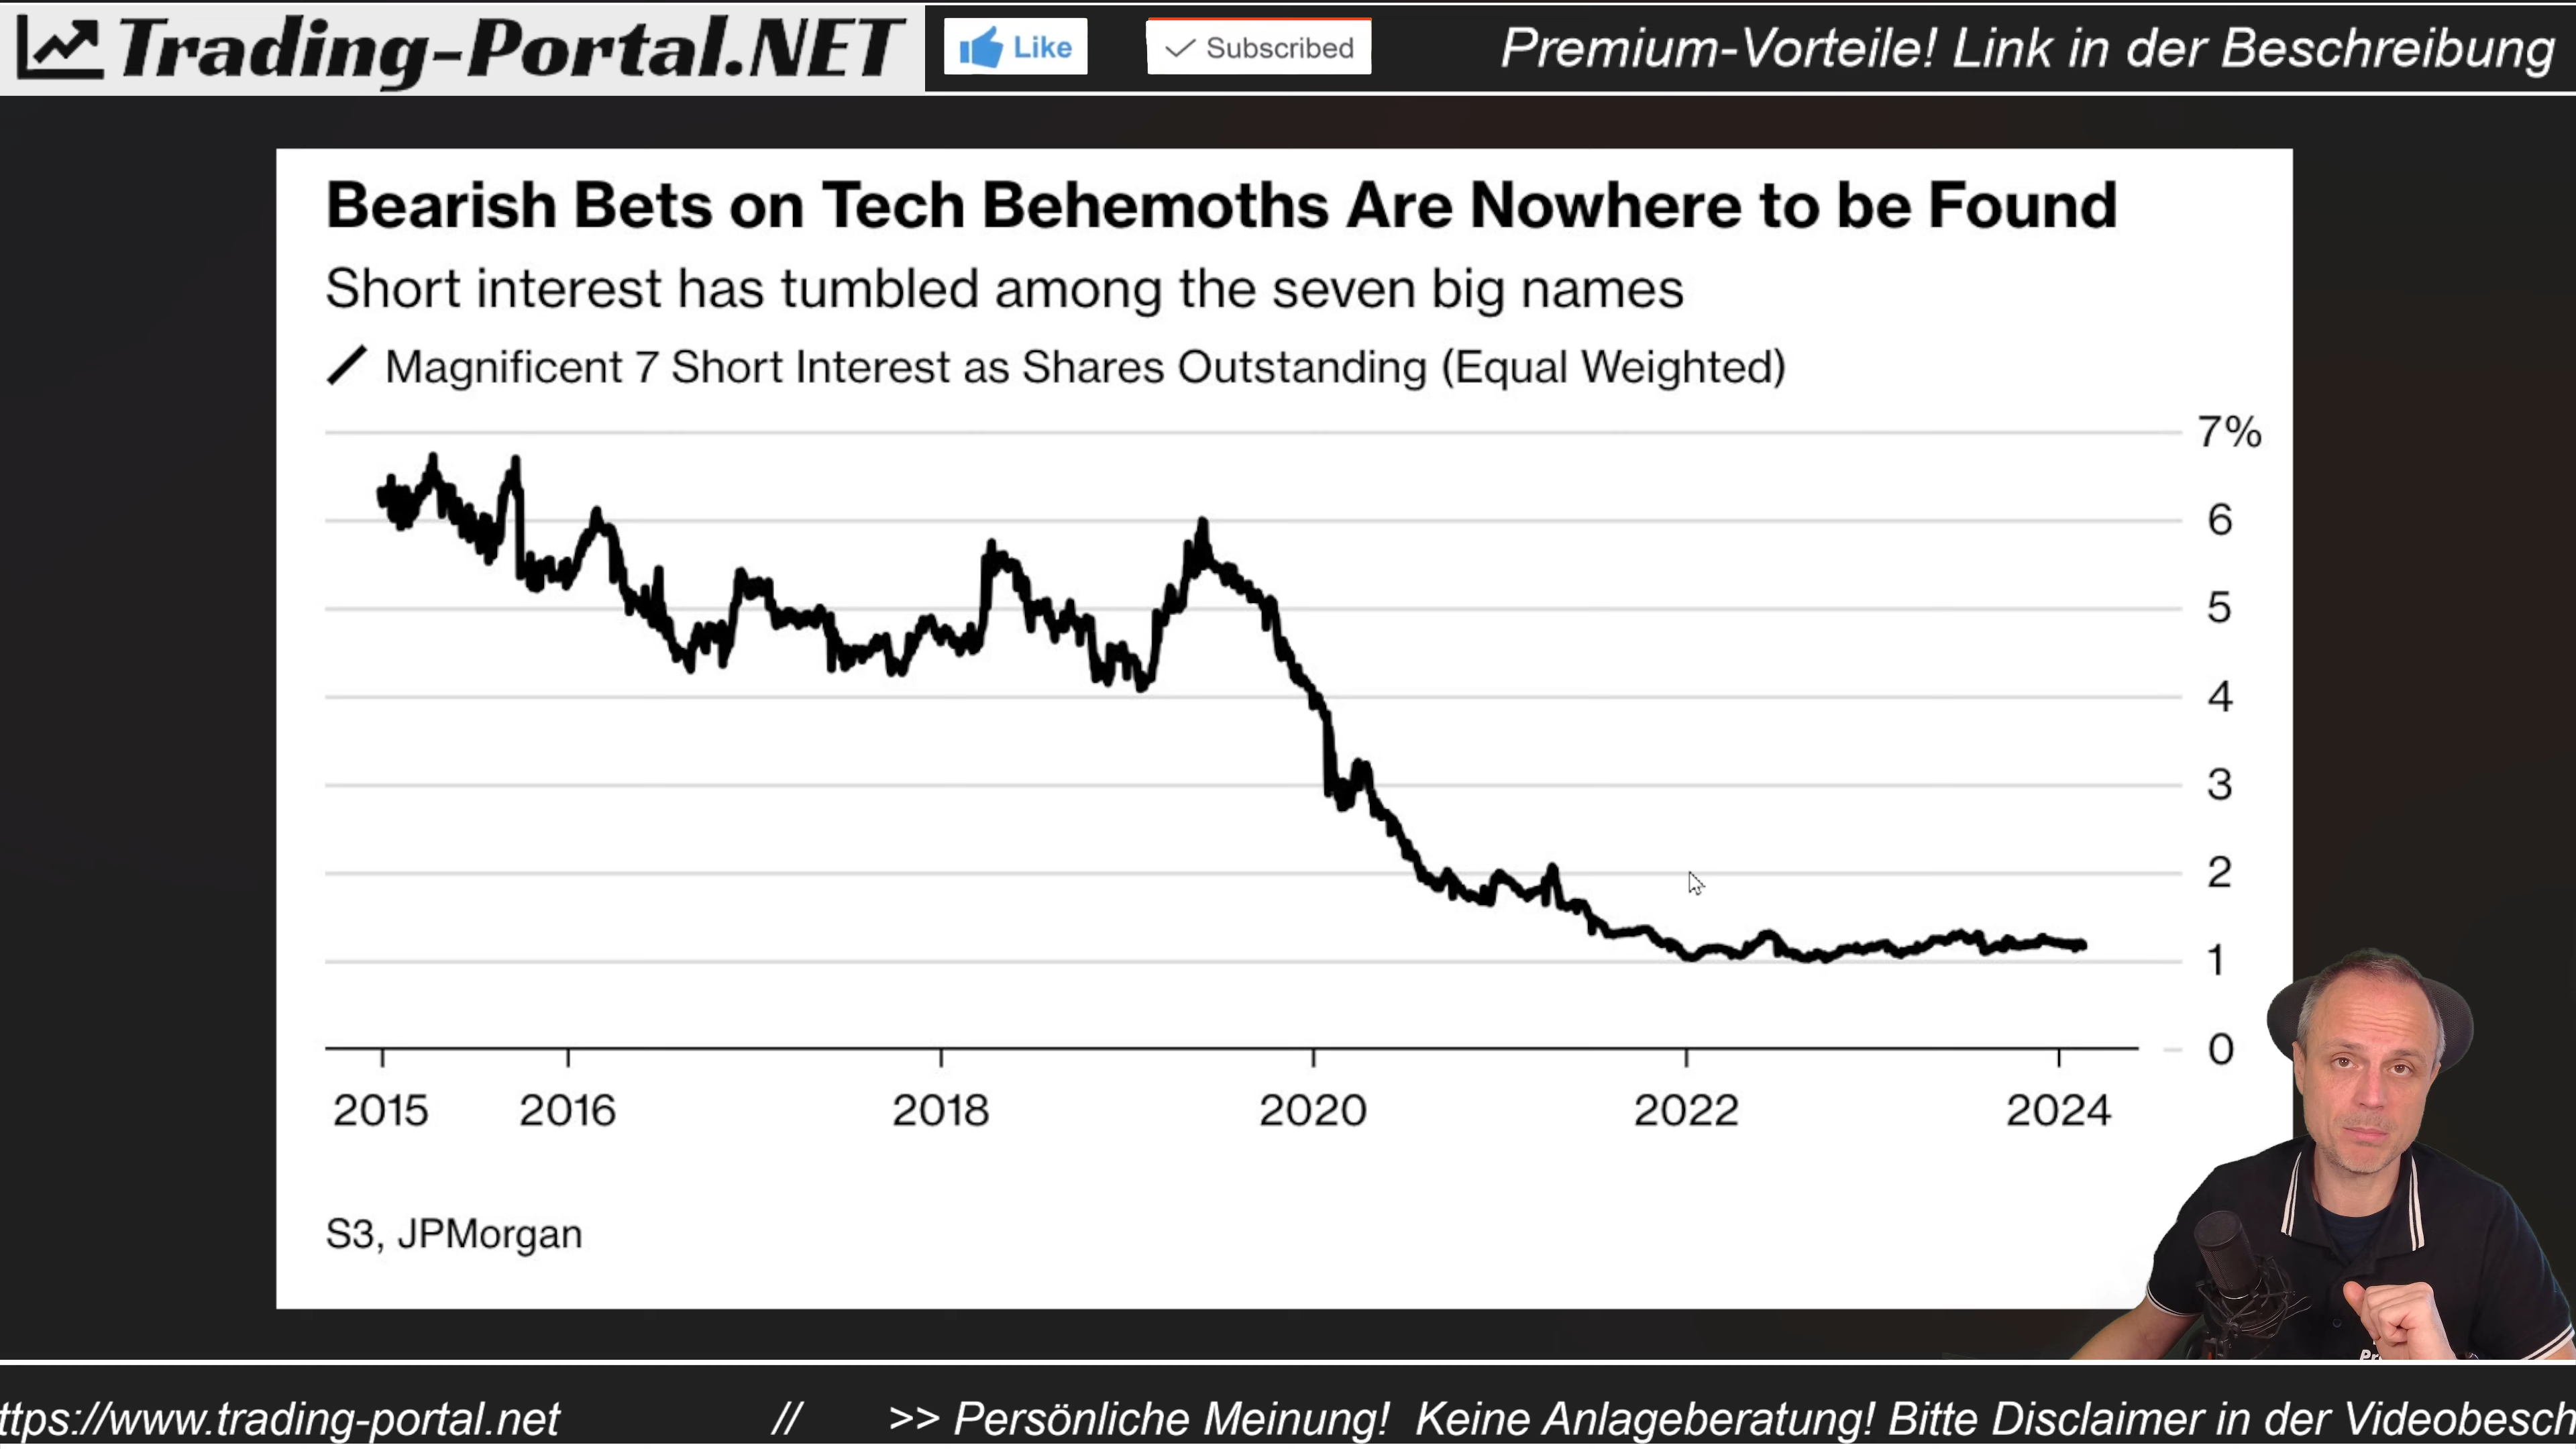 Trading-Portal.NET
Like
Subscribed
Premium-Vorteile! Link in der Beschreibung
Bearish Bets on Tech Behemoths Are Nowhere to be Found
Short interest has tumbled among the seven big names
Magnificent 7 Short Interest as Shares Outstanding (Equal Weighted)
7%
6
5
4
3
2
1
0
2015 2016 2018 2020 2022 2024
S3, JPMorgan
ttps://www.trading-portal.net // >> Persönliche Meinung! Keine Anlageberatung! Bitte Disclaimer in der Videobesch